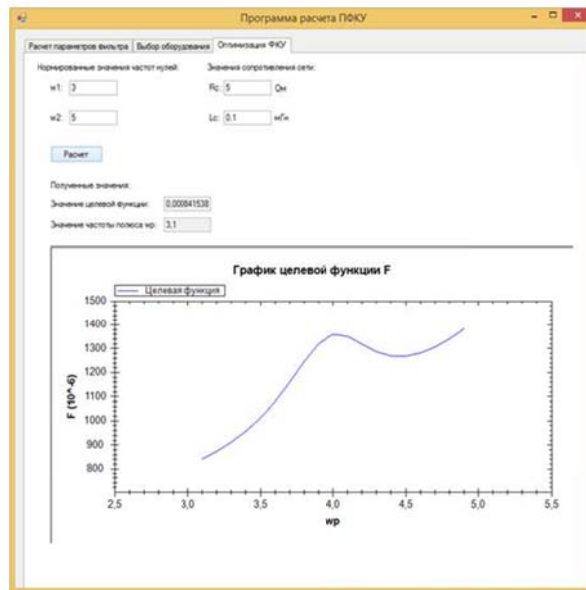 Программа расчета ПФКУ
Расчет параметров фильтра Выбор оборудования Оптимизация ФКУ
Нормированные значения частот нулей: Значения сопротивления сети:
w1: 3 Rc: 5 Ом
w2: 5 Lc: 0,1 мГн
Расчет
Полученные значения:
Значение целевой функции: 0,000841538
Значение частоты полюса wp: 3,1
График целевой функции F
Целевая функция
1500
1400
1300
1200
1100
1000
900
800
F (10^-6)
2,5 3,0 3,5 4,0 4,5 5,0 5,5
wp